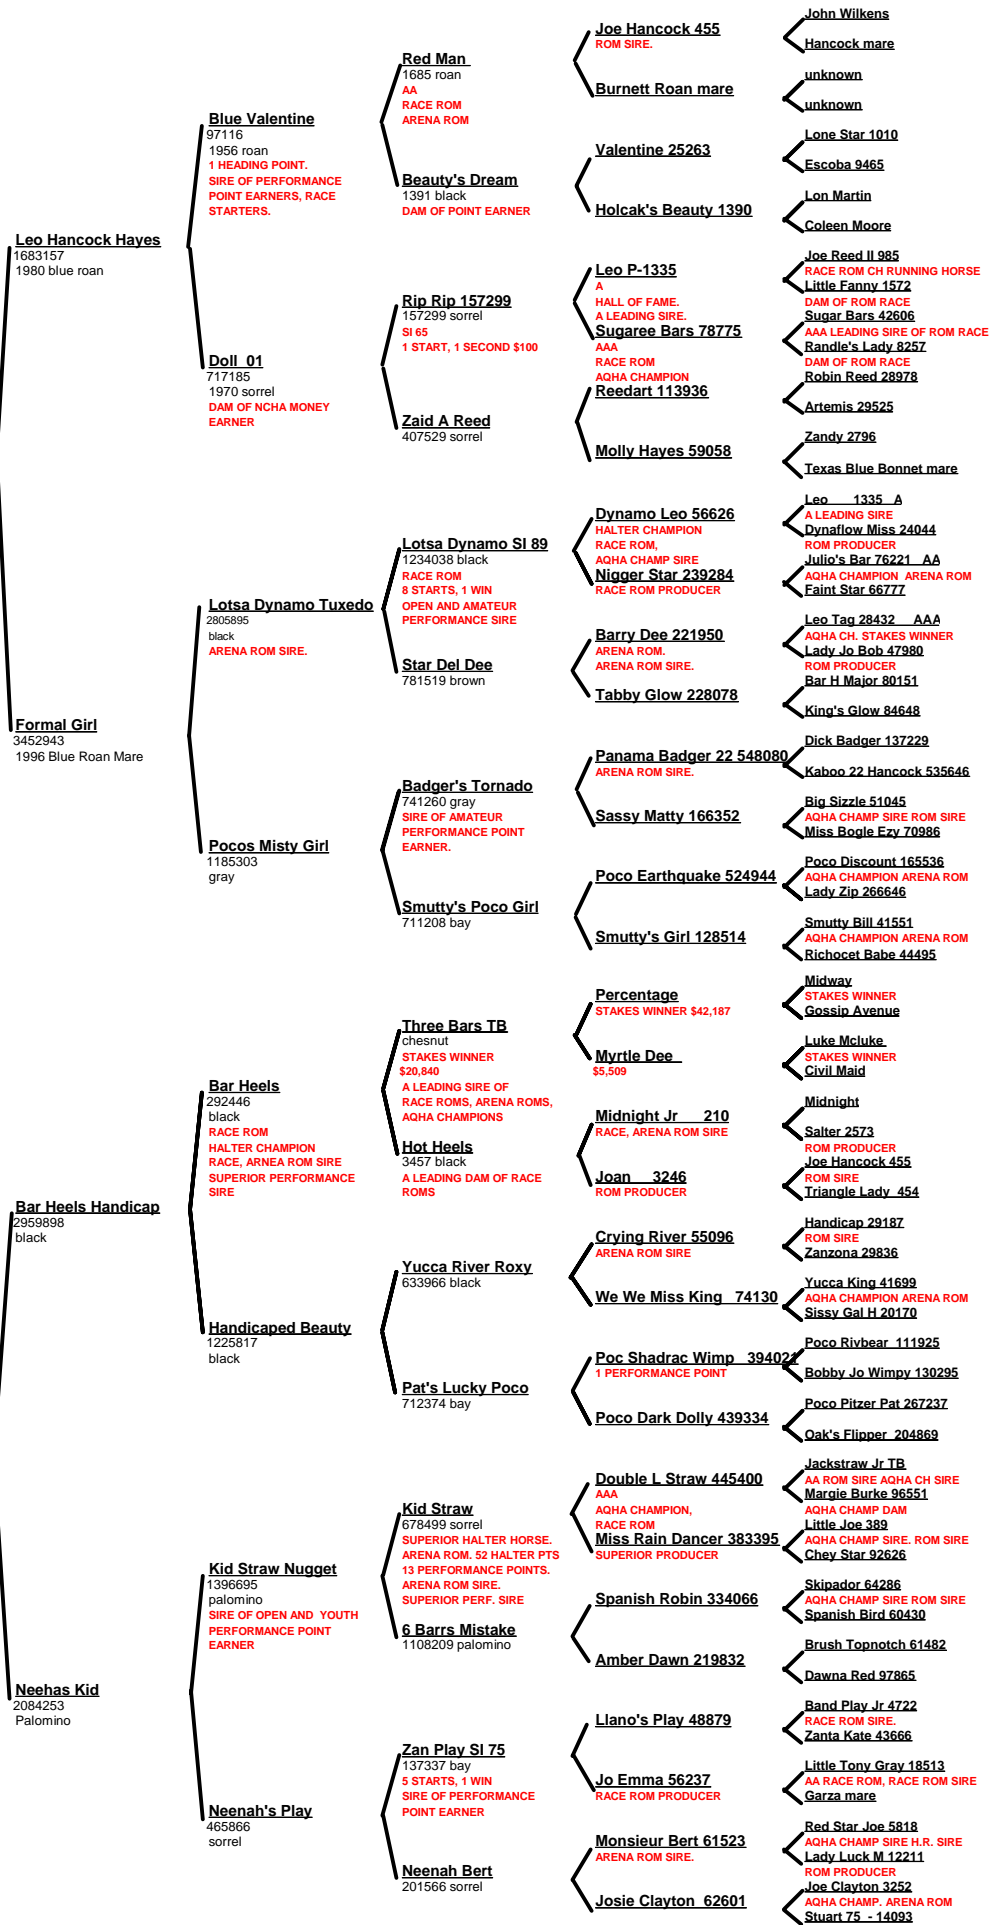 Leo Hancock Hayes
1683157
1980 blue roan
Formal Girl
3452943
1996 Blue Roan Mare
Bar Heels Handicap
2959898
black
Neehas Kid
2084253
Palomino
Blue Valentine
97116
1956 roan
1 HEADING POINT.
SIRE OF PERFORMANCE
POINT EARNERS, RACE
STARTERS.
Doll 01
717185
1970 sorrel
DAM OF NCHA MONEY
EARNER
Lotsa Dynamo Tuxedo
2805895
black
ARENA ROM SIRE.
Pocos Misty Girl
1185303
gray
Bar Heels
292446
black
RACE ROM
HALTER CHAMPION
RACE, ARNEA ROM SIRE
SUPERIOR PERFORMANCE
SIRE
Handicaped Beauty
1225817
black
Kid Straw Nugget
1396695
palomino
SIRE OF OPEN AND YOUTH
PERFORMANCE POINT
EARNER
Neenah's Play
465866
sorrel
Red Man
1685 roan
AA
RACE ROM
ARENA ROM
Beauty's Dream
1391 black
DAM OF POINT EARNER
Rip Rip 157299
157299 sorrel
SI 65
1 START, 1 SECOND $100
Zaid A Reed
407529 sorrel
Lotsa Dynamo SI 89
1234038 black
RACE ROM
8 STARTS, 1 WIN
OPEN AND AMATEUR
PERFORMANCE SIRE
Star Del Dee
781519 brown
Badger's Tornado
741260 gray
SIRE OF AMATEUR
PERFORMANCE POINT
EARNER.
Smutty's Poco Girl
711208 bay
Three Bars TB
chesnut
STAKES WINNER
$20,840
A LEADING SIRE OF
RACE ROMS, ARENA ROMS,
AQHA CHAMPIONS
Hot Heels
3457 black
A LEADING DAM OF RACE
ROMS
Yucca River Roxy
633966 black
Pat's Lucky Poco
712374 bay
Kid Straw
678499 sorrel
SUPERIOR HALTER HORSE.
ARENA ROM. 52 HALTER PTS
13 PERFORMANCE POINTS.
ARENA ROM SIRE.
SUPERIOR PERF. SIRE
6 Barrs Mistake
1108209 palomino
Zan Play SI 75
137337 bay
5 STARTS, 1 WIN
SIRE OF PERFORMANCE
POINT EARNER
Neenah Bert
201566 sorrel
Joe Hancock 455
ROM SIRE.
Burnett Roan mare
Valentine 25263
Holcak's Beauty 1390
Leo P-1335
A
HALL OF FAME.
A LEADING SIRE.
Sugaree Bars 78775
AAA
RACE ROM
AQHA CHAMPION
Reedart 113936
Molly Hayes 59058
Dynamo Leo 56626
HALTER CHAMPION
RACE ROM,
AQHA CHAMP SIRE
Nigger Star 239284
RACE ROM PRODUCER
Barry Dee 221950
ARENA ROM.
ARENA ROM SIRE.
Tabby Glow 228078
Panama Badger 22 548080
ARENA ROM SIRE.
Sassy Matty 166352
Poco Earthquake 524944
Smutty's Girl 128514
Percentage
STAKES WINNER $42,187
Myrtle Dee
$5,509
Midnight Jr 210
RACE, ARENA ROM SIRE
Joan 3246
ROM PRODUCER
Crying River 55096
ARENA ROM SIRE
We We Miss King 74130
Poc Shadrac Wimp 394021
1 PERFORMANCE POINT
Poco Dark Dolly 439334
Double L Straw 445400
AAA
AQHA CHAMPION,
RACE ROM
Miss Rain Dancer 383395
SUPERIOR PRODUCER
Spanish Robin 334066
Amber Dawn 219832
Llano's Play 48879
Jo Emma 56237
RACE ROM PRODUCER
Monsieur Bert 61523
ARENA ROM SIRE.
Josie Clayton 62601
John Wilkens
Hancock mare
unknown
unknown
Lone Star 1010
Escoba 9465
Lon Martin
Coleen Moore
Joe Reed II 985
RACE ROM CH RUNNING HORSE
Little Fanny 1572
DAM OF ROM RACE
Sugar Bars 42606
AAA LEADING SIRE OF ROM RACE
Randle's Lady 8257
DAM OF ROM RACE
Robin Reed 28978
Artemis 29525
Zandy 2796
Texas Blue Bonnet mare
Leo 1335 A
A LEADING SIRE
Dynaflow Miss 24044
ROM PRODUCER
Julio's Bar 76221 AA
AQHA CHAMPION ARENA ROM
Faint Star 66777
Leo Tag 28432 AAA
AQHA CH. STAKES WINNER
Lady Jo Bob 47980
ROM PRODUCER
Bar H Major 80151
King's Glow 84648
Dick Badger 137229
Kaboo 22 Hancock 535646
Big Sizzle 51045
AQHA CHAMP SIRE ROM SIRE
Miss Bogle Ezy 70986
Poco Discount 165536
AQHA CHAMPION ARENA ROM
Lady Zip 266646
Smutty Bill 41551
AQHA CHAMPION ARENA ROM
Richocet Babe 44495
Midway
STAKES WINNER
Gossip Avenue
Luke Mcluke
STAKES WINNER
Civil Maid
Midnight
Salter 2573
ROM PRODUCER
Joe Hancock 455
ROM SIRE
Triangle Lady 454
Handicap 29187
ROM SIRE
Zanzona 29836
Yucca King 41699
AQHA CHAMPION ARENA ROM
Sissy Gal H 20170
Poco Rivbear 111925
Bobby Jo Wimpy 130295
Poco Pitzer Pat 267237
Oak's Flipper 204869
Jackstraw Jr TB
AA ROM SIRE AQHA CH SIRE
Margie Burke 96551
AQHA CHAMP DAM
Little Joe 389
AQHA CHAMP SIRE. ROM SIRE
Chey Star 92626
Skipador 64286
AQHA CHAMP SIRE ROM SIRE
Spanish Bird 60430
Brush Topnotch 61482
Dawna Red 97865
Band Play Jr 4722
RACE ROM SIRE.
Zanta Kate 43666
Little Tony Gray 18513
AA RACE ROM, RACE ROM SIRE
Garza mare
Red Star Joe 5818
AQHA CHAMP SIRE H.R. SIRE
Lady Luck M 12211
ROM PRODUCER
Joe Clayton 3252
AQHA CHAMP. ARENA ROM
Stuart 75 - 14093